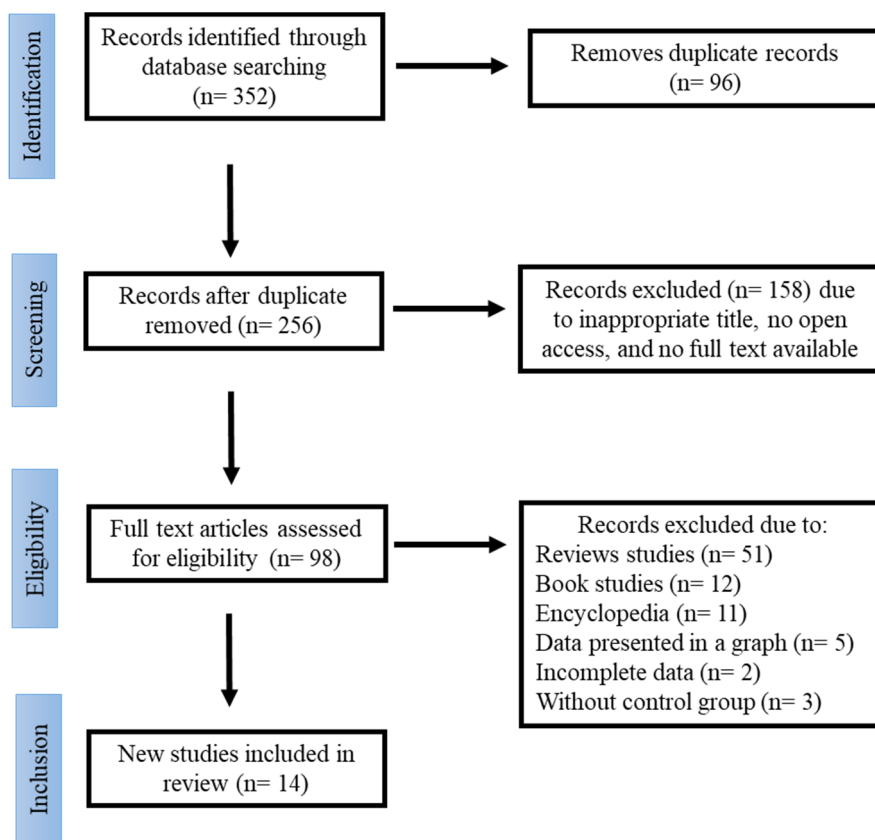 Identification
Records identified through
database searching
(n= 352)
Removes duplicate records
(n= 96)
Screening
Records after duplicate
removed (n= 256)
Records excluded (n= 158) due
to inappropriate title, no open
access, and no full text available
Eligibility
Full text articles assessed
for eligibility (n= 98)
Records excluded due to:
Reviews studies (n= 51)
Book studies (n= 12)
Encyclopedia (n= 11)
Data presented in a graph (n= 5)
Incomplete data (n= 2)
Without control group (n= 3)
Inclusion
New studies included in
review (n= 14)